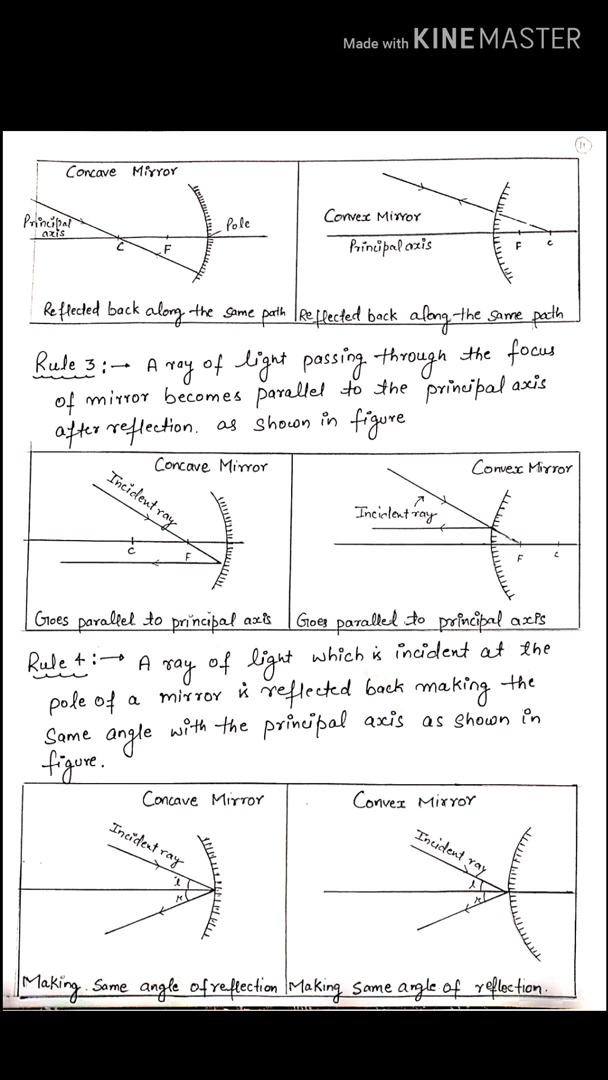 Made with KINEMASTER
11
Concave Mirror
Principal
axis
Pole
C F
Reflected back along the same path
Convex Mirror
Principal axis
F C
Reflected back along the same path
Rule 3 :→ A ray of light passing through the focus
of mirror becomes parallel to the principal axis
after reflection. as shown in figure
Concave Mirror
Incident ray
C F
Goes parallel to principal axis
Convex Mirror
Incident ray
F C
Goes parallel to principal axis
Rule 4 :→ A ray of light which is incident at the
pole of a mirror is reflected back making the
same angle with the principal axis as shown in
figure.
Concave Mirror
Incident ray
i
r
Making same angle of reflection
Convex Mirror
Incident ray
i
r
Making same angle of reflection.